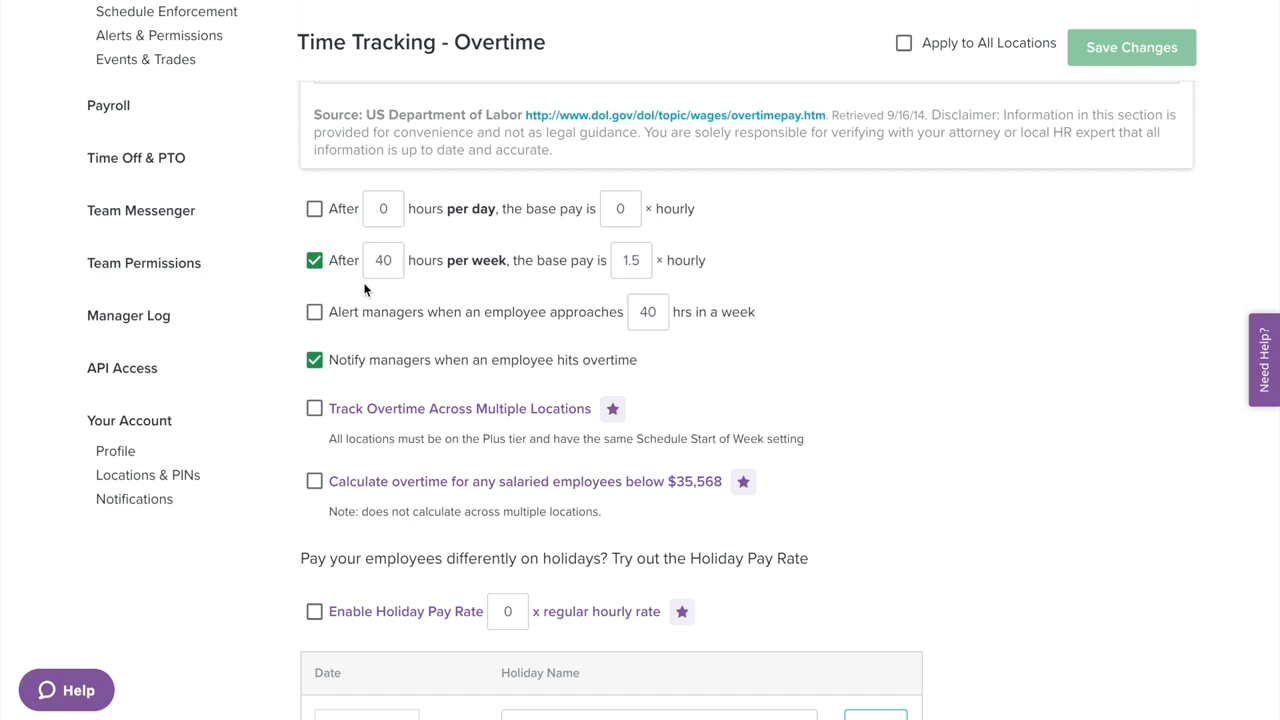 Schedule Enforcement
Alerts & Permissions
Events & Trades
Payroll
Time Off & PTO
Team Messenger
Team Permissions
Manager Log
API Access
Your Account
Profile
Locations & PINs
Notifications
Help
Time Tracking - Overtime
Apply to All Locations
Save Changes
Source: US Department of Labor http://www.dol.gov/dol/topic/wages/overtimepay.htm. Retrieved 9/16/14. Disclaimer: Information in this section is
provided for convenience and not as legal guidance. You are solely responsible for verifying with your attorney or local HR expert that all
information is up to date and accurate.
After 0 hours per day, the base pay is 0 × hourly
After 40 hours per week, the base pay is 1.5 × hourly
Alert managers when an employee approaches 40 hrs in a week
Notify managers when an employee hits overtime
Track Overtime Across Multiple Locations
All locations must be on the Plus tier and have the same Schedule Start of Week setting
Calculate overtime for any salaried employees below $35,568
Note: does not calculate across multiple locations.
Pay your employees differently on holidays? Try out the Holiday Pay Rate
Enable Holiday Pay Rate 0 x regular hourly rate
Date Holiday Name
Need Help?